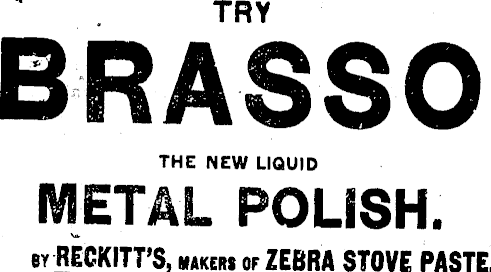 TRY
BRASSO
THE NEW LIQUID
METAL POLISH.
BY RECKITT'S, MAKERS OF ZEBRA STOVE PASTE.